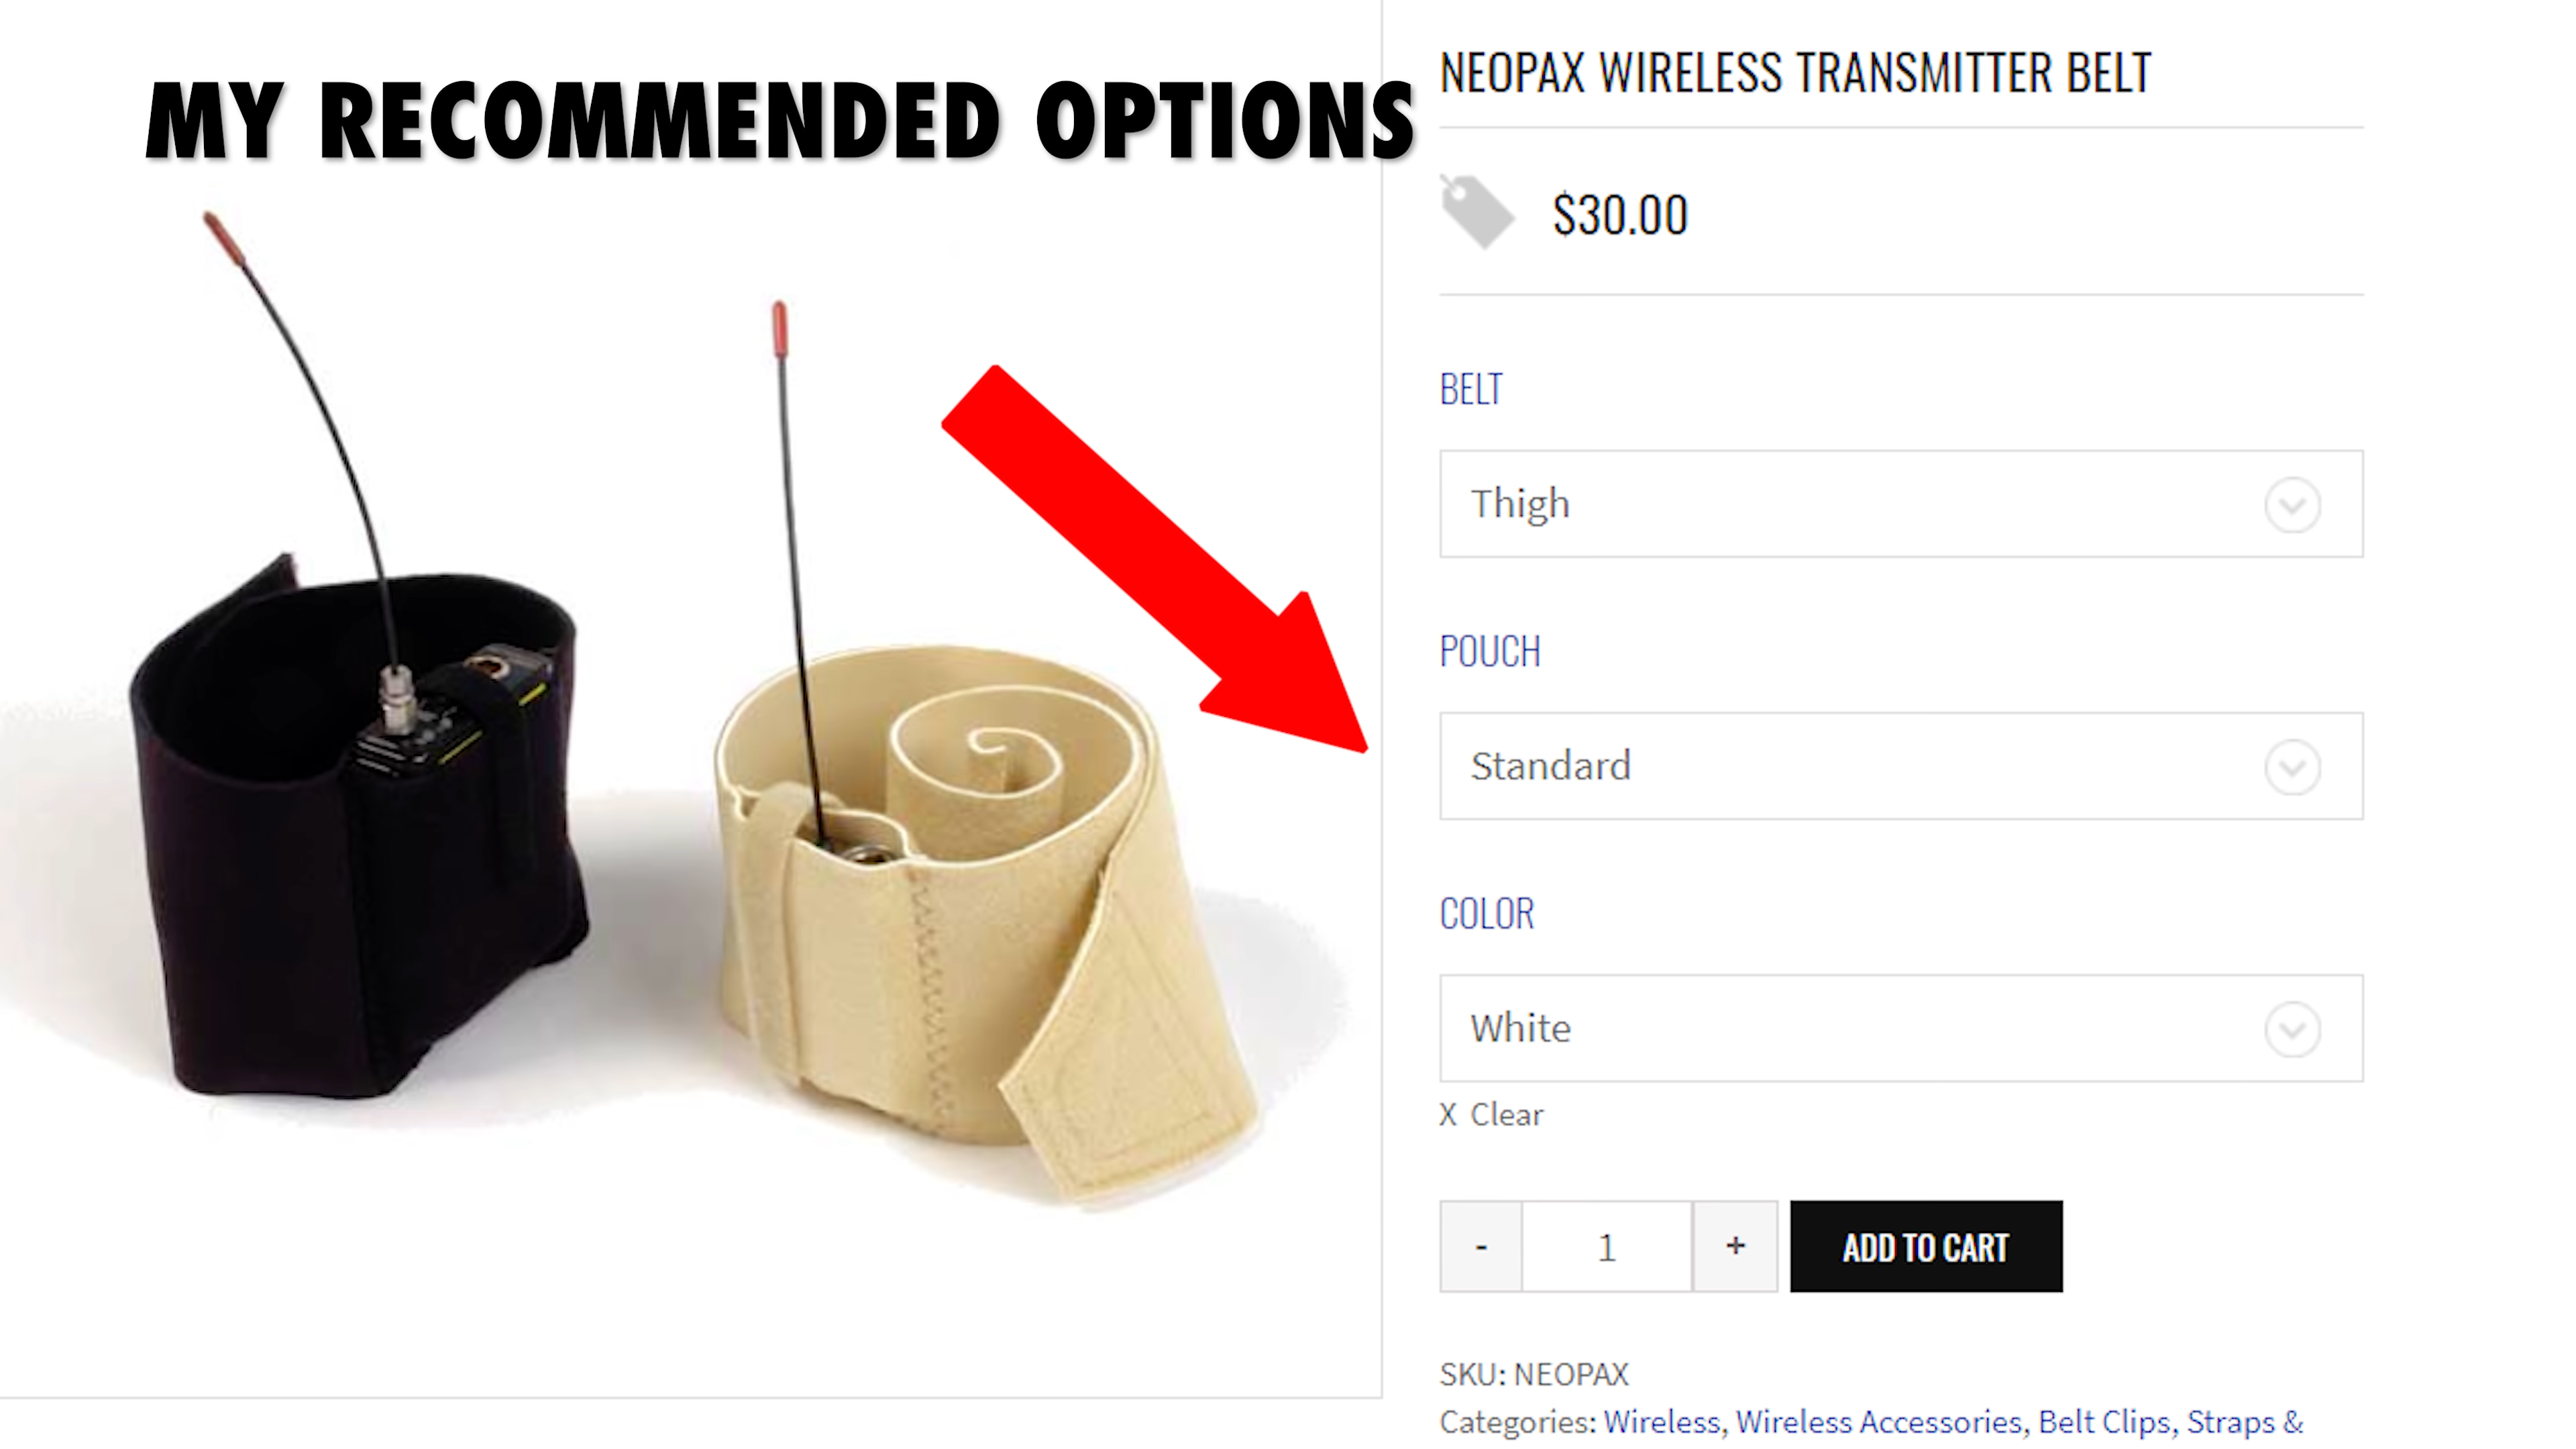 MY RECOMMENDED OPTIONS
NEOPAX WIRELESS TRANSMITTER BELT
$30.00
BELT
Thigh
POUCH
Standard
COLOR
White
X Clear
- 1 + ADD TO CART
SKU: NEOPAX
Categories: Wireless, Wireless Accessories, Belt Clips, Straps &